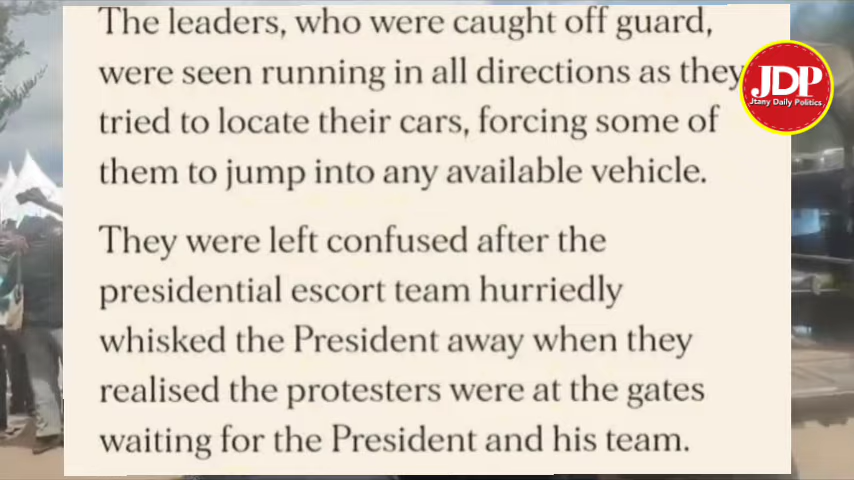 The leaders, who were caught off guard,
were seen running in all directions as they
tried to locate their cars, forcing some of
them to jump into any available vehicle.
They were left confused after the
presidential escort team hurriedly
whisked the President away when they
realised the protesters were at the gates
waiting for the President and his team.
JDP
Jtany Daily Politics